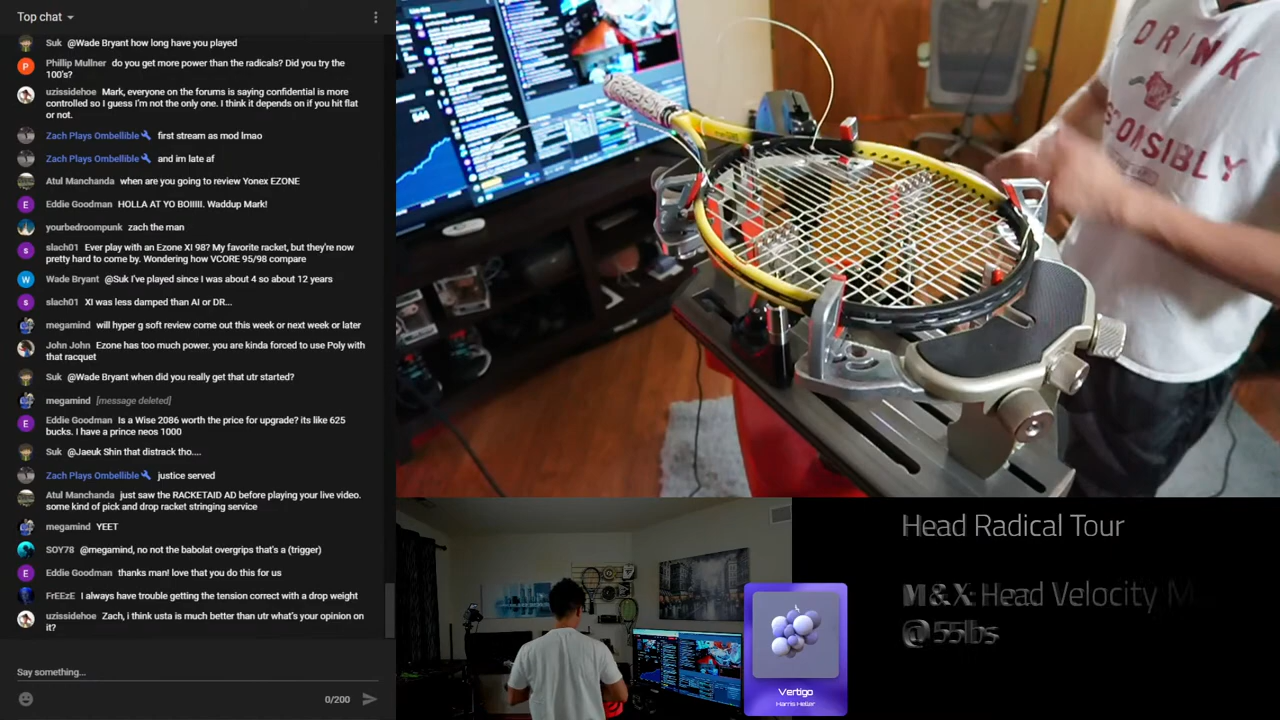 Top chat
Suk @Wade Bryant how long have you played
Phillip Mullner do you get more power than the radicals? Did you try the
100's?
uzissidehoe Mark, everyone on the forums is saying confidential is more
controlled so I guess I'm not the only one. I think it depends on if you hit flat
or not.
Zach Plays Ombellible first stream as mod lmao
Zach Plays Ombellible and im late af
Atul Manchanda when are you going to review Yonex EZONE
Eddie Goodman HOLLA AT YO BOIIIII. Waddup Mark!
yourbedroompunk zach the man
slach01 Ever play with an Ezone XI 98? My favorite racket, but they're now
pretty hard to come by. Wondering how VCORE 95/98 compare
Wade Bryant @Suk I've played since I was about 4 so about 12 years
slach01 XI was less damped than AI or DR...
megamind will hyper g soft review come out this week or next week or later
John John Ezone has too much power. you are kinda forced to use Poly with
that racquet
Suk @Wade Bryant when did you really get that utr started?
megamind [message deleted]
Eddie Goodman Is a Wise 2086 worth the price for upgrade? its like 625
bucks. I have a prince neos 1000
Suk @Jaeuk Shin that distrack tho....
Zach Plays Ombellible justice served
Atul Manchanda just saw the RACKETAID AD before playing your live video.
some kind of pick and drop racket stringing service
megamind YEET
SOY78 @megamind, no not the babolat overgrips that's a (trigger)
Eddie Goodman thanks man! love that you do this for us
FrEEzE I always have trouble getting the tension correct with a drop weight
uzissidehoe Zach, i think usta is much better than utr what's your opinion on
it?
Say something...
0/200
DRINK
RESPONSIBLY
Head Radical Tour
M&X: Head Velocity M
@55lbs
Vertigo
Harris Heller